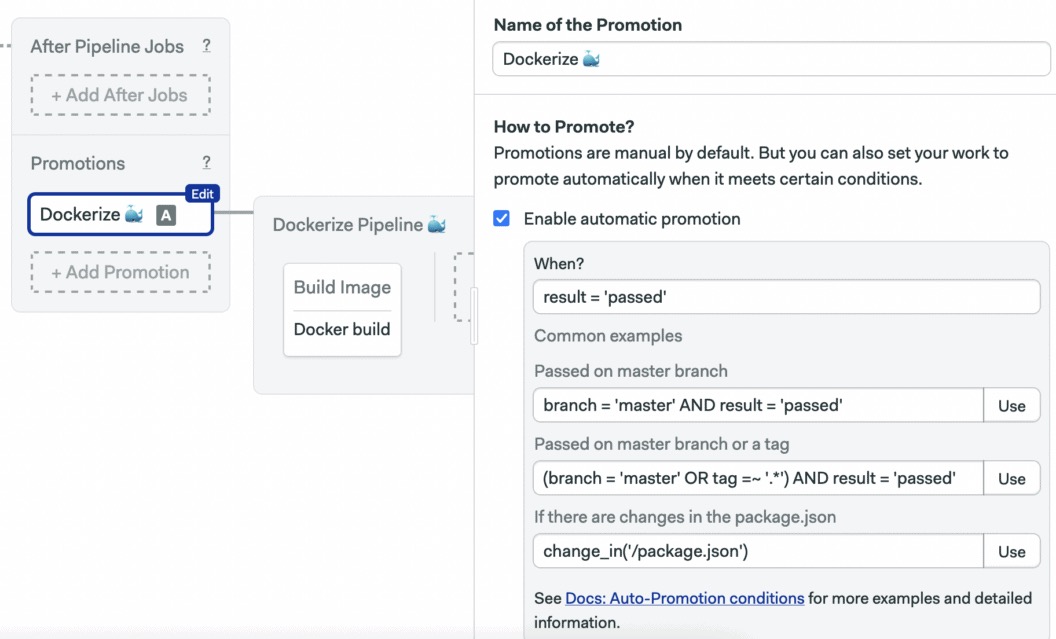 After Pipeline Jobs ?
+ Add After Jobs
Promotions ?
Edit
Dockerize 🐳 A
+ Add Promotion
Dockerize Pipeline 🐳
Build Image
Docker build
Name of the Promotion
Dockerize 🐳
How to Promote?
Promotions are manual by default. But you can also set your work to
promote automatically when it meets certain conditions.
Enable automatic promotion
When?
result = 'passed'
Common examples
Passed on master branch
branch = 'master' AND result = 'passed' Use
Passed on master branch or a tag
(branch = 'master' OR tag =~ '.*') AND result = 'passed' Use
If there are changes in the package.json
change_in('/package.json') Use
See Docs: Auto-Promotion conditions for more examples and detailed
information.